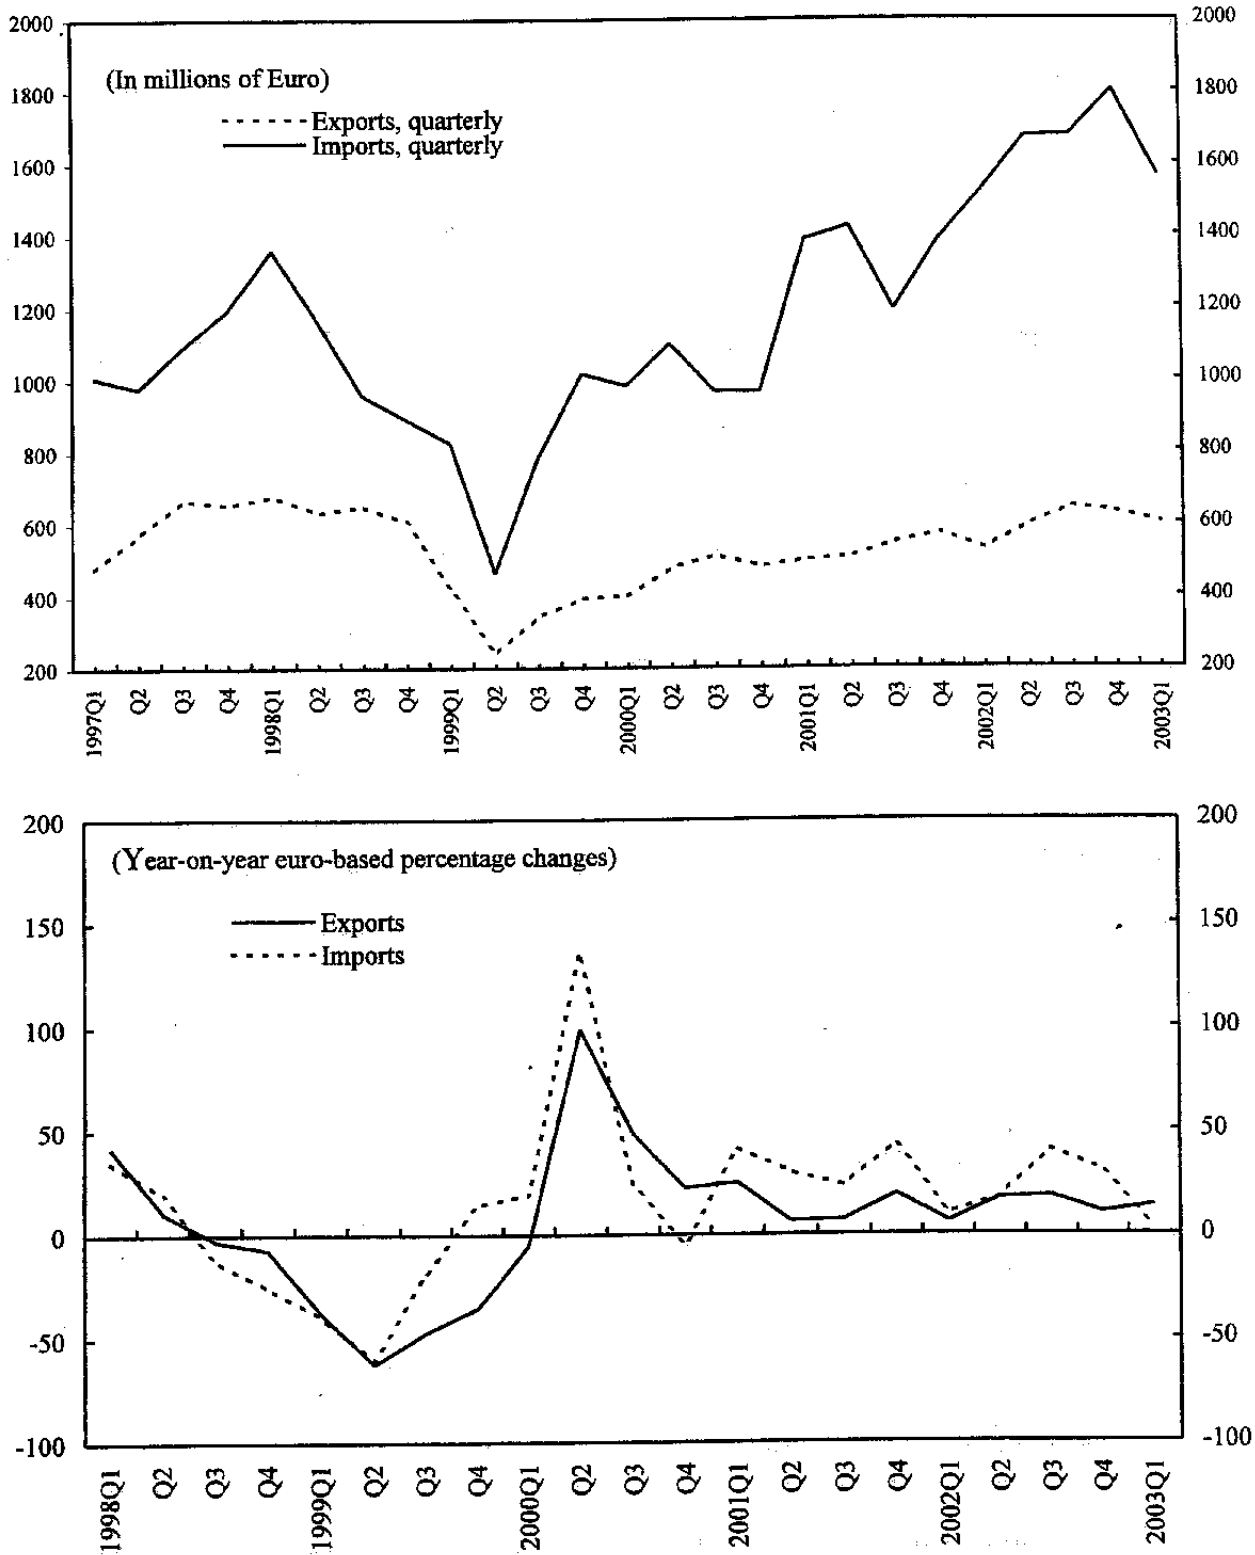 2000 2000
(In millions of Euro)
1800 1800
Exports, quarterly
Imports, quarterly
1600 1600
1400 1400
1200 1200
1000 1000
800 800
600 600
400 400
200 200
1997Q1 Q2 Q3 Q4 1998Q1 Q2 Q3 Q4 1999Q1 Q2 Q3 Q4 2000Q1 Q2 Q3 Q4 2001Q1 Q2 Q3 Q4 2002Q1 Q2 Q3 Q4 2003Q1
200 200
(Year-on-year euro-based percentage changes)
150 Exports 150
Imports
100 100
50 50
0 0
-50 -50
-100 -100
1998Q1 Q2 Q3 Q4 1999Q1 Q2 Q3 Q4 2000Q1 Q2 Q3 Q4 2001Q1 Q2 Q3 Q4 2002Q1 Q2 Q3 Q4 2003Q1